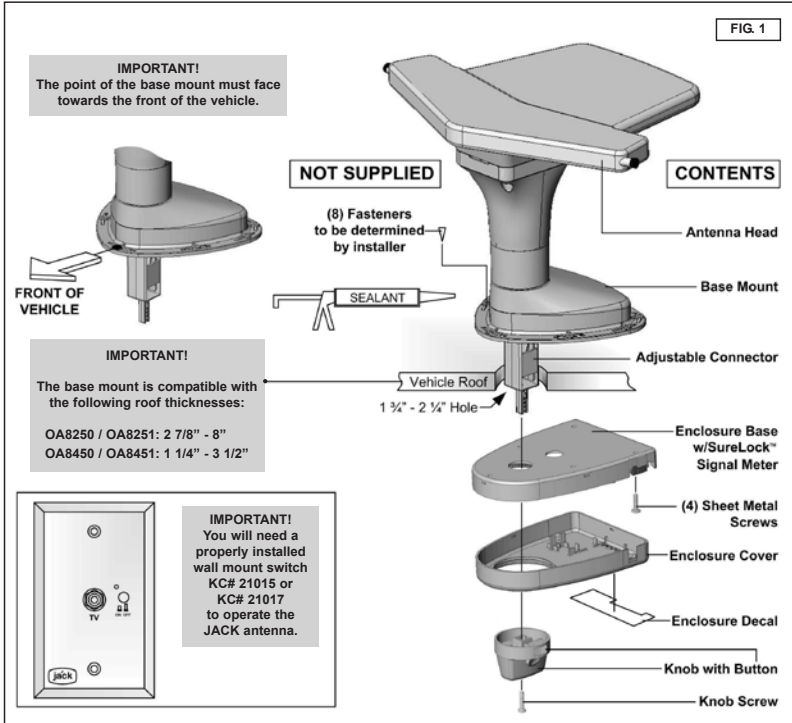 FIG. 1
IMPORTANT!
The point of the base mount must face
towards the front of the vehicle.
NOT SUPPLIED
CONTENTS
(8) Fasteners
to be determined
by installer
Antenna Head
Base Mount
FRONT OF
VEHICLE
SEALANT
Adjustable Connector
IMPORTANT!
The base mount is compatible with
the following roof thicknesses:
OA8250 / OA8251: 2 7/8” - 8”
OA8450 / OA8451: 1 1/4” - 3 1/2”
Vehicle Roof
1 ¾” - 2 ¼” Hole
Enclosure Base
w/SureLock™
Signal Meter
(4) Sheet Metal
Screws
Enclosure Cover
Enclosure Decal
Knob with Button
Knob Screw
IMPORTANT!
You will need a
properly installed
wall mount switch
KC# 21015 or
KC# 21017
to operate the
JACK antenna.
TV
ON OFF
jack